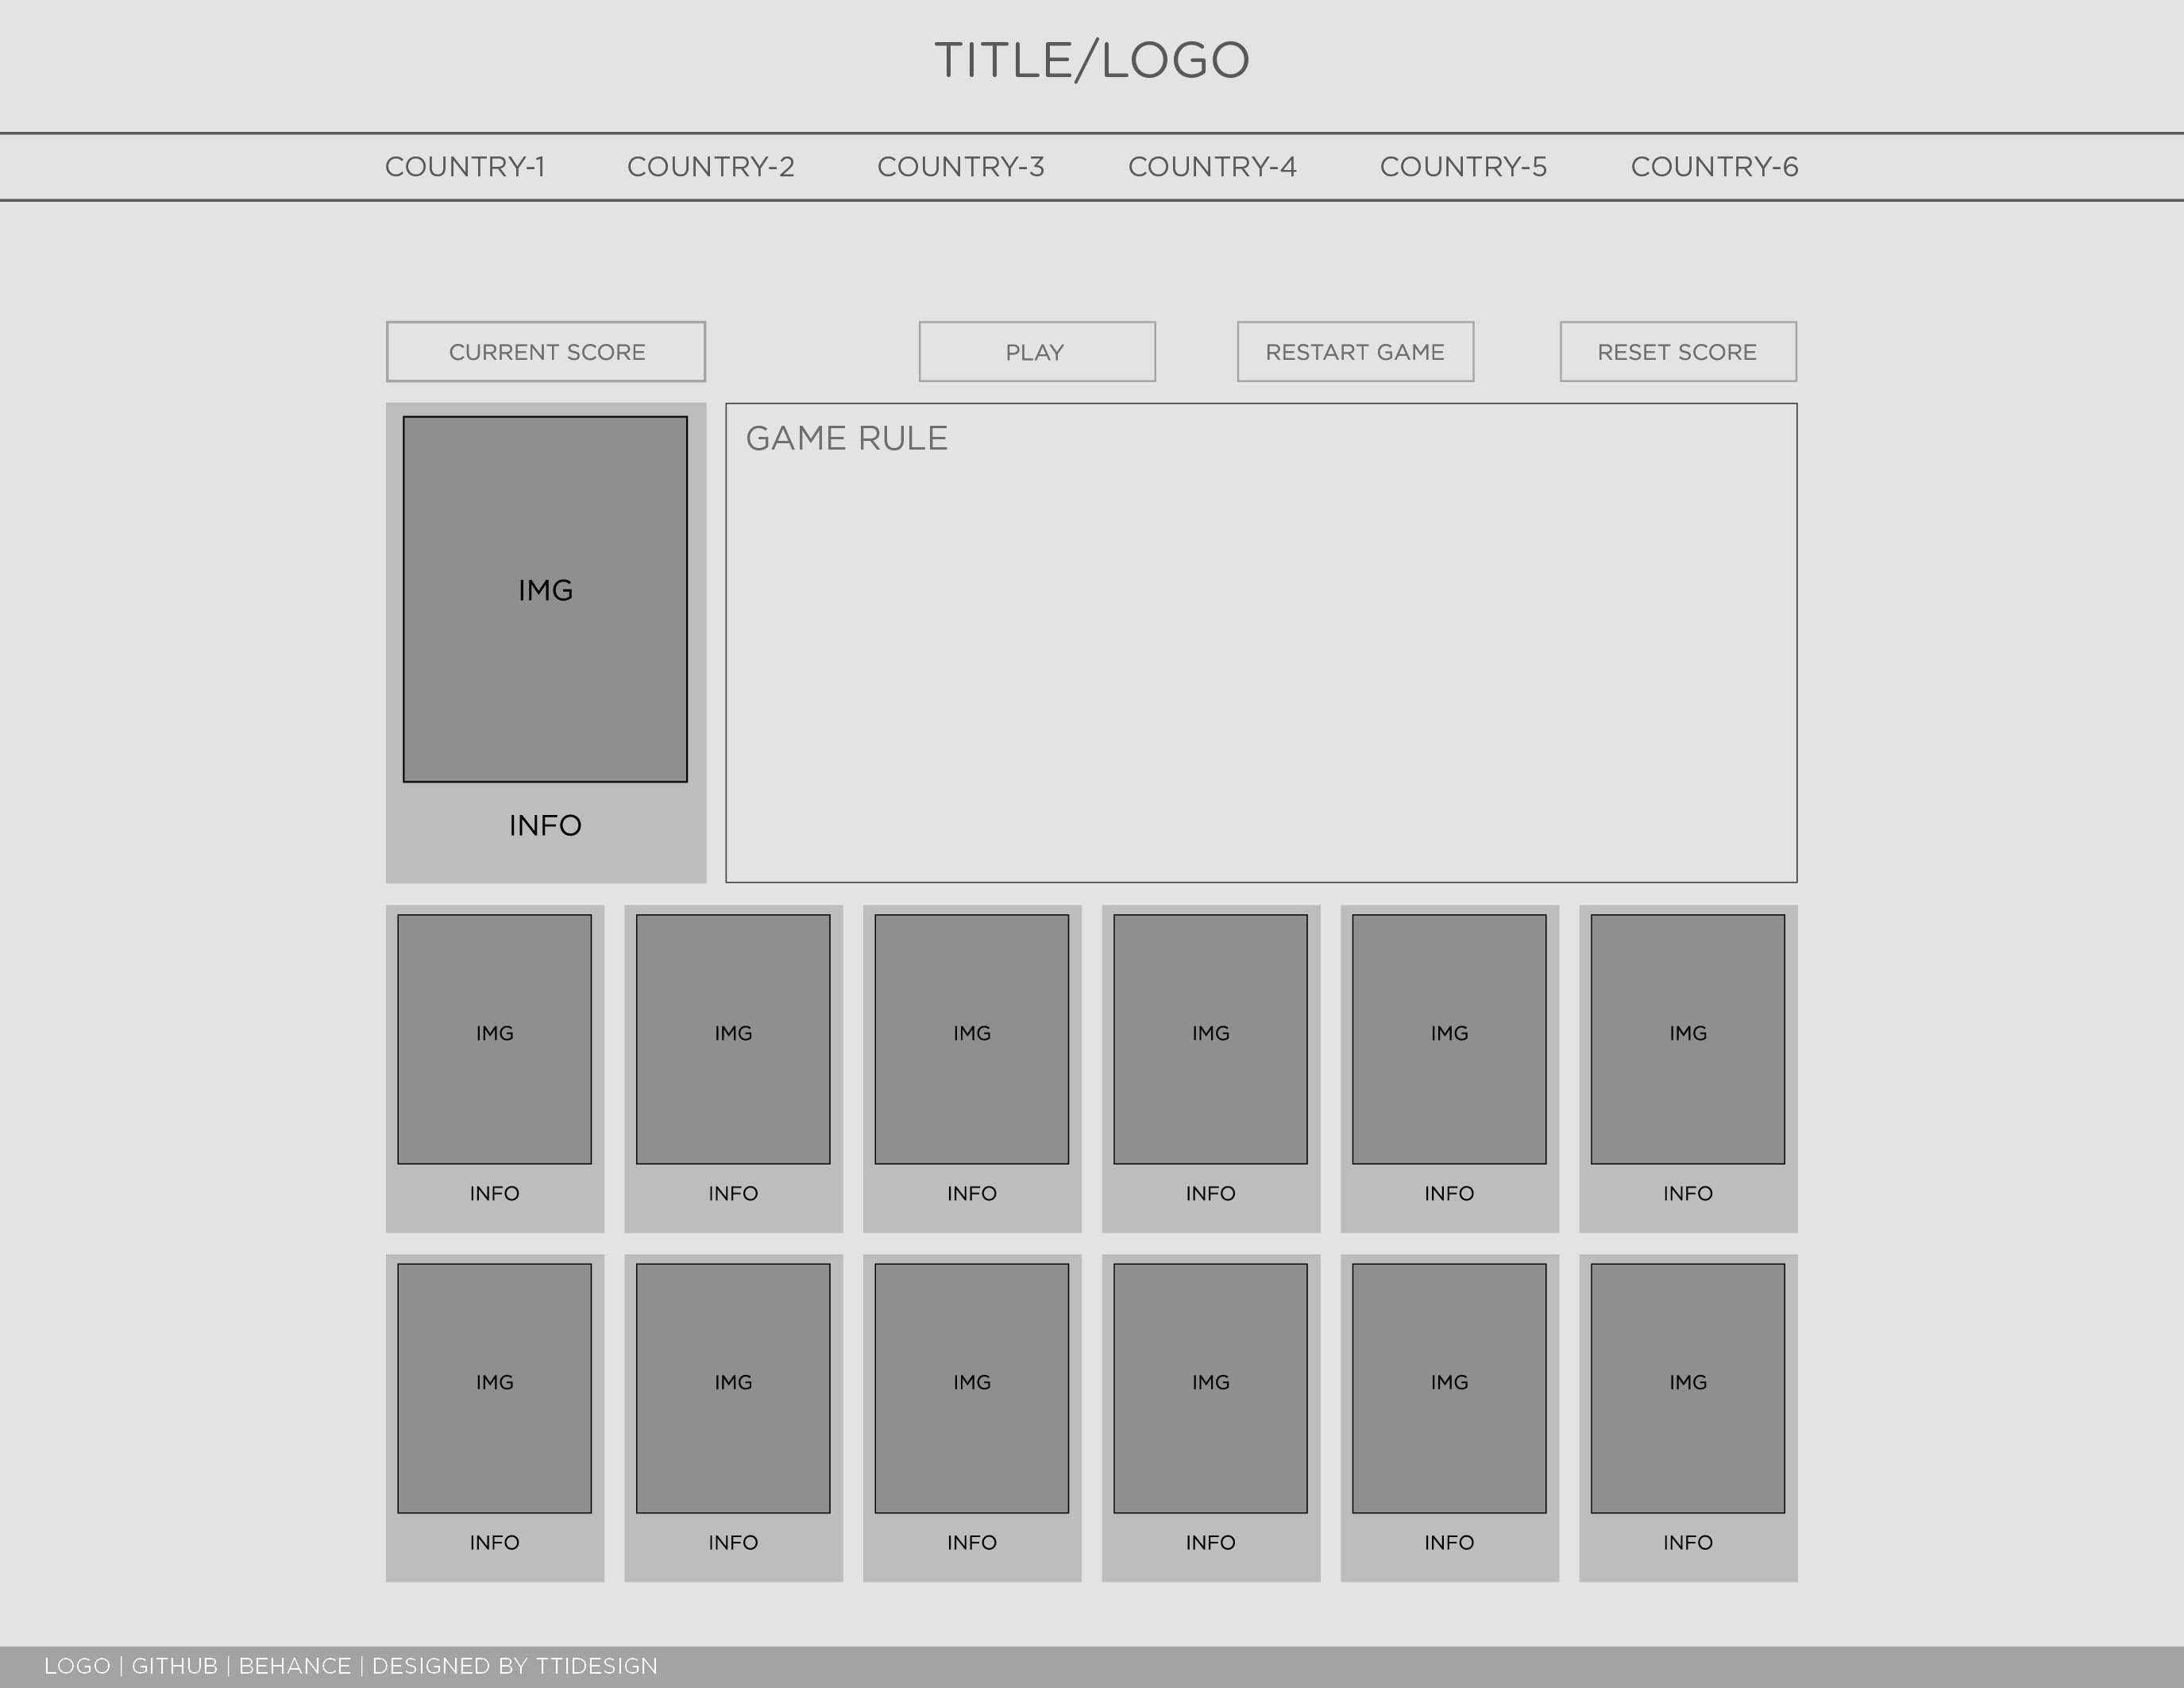 TITLE/LOGO
COUNTRY-1 COUNTRY-2 COUNTRY-3 COUNTRY-4 COUNTRY-5 COUNTRY-6
CURRENT SCORE PLAY RESTART GAME RESET SCORE
GAME RULE
IMG
INFO
IMG IMG IMG IMG IMG IMG
INFO INFO INFO INFO INFO INFO
IMG IMG IMG IMG IMG IMG
INFO INFO INFO INFO INFO INFO
LOGO | GITHUB | BEHANCE | DESIGNED BY TTIDESIGN